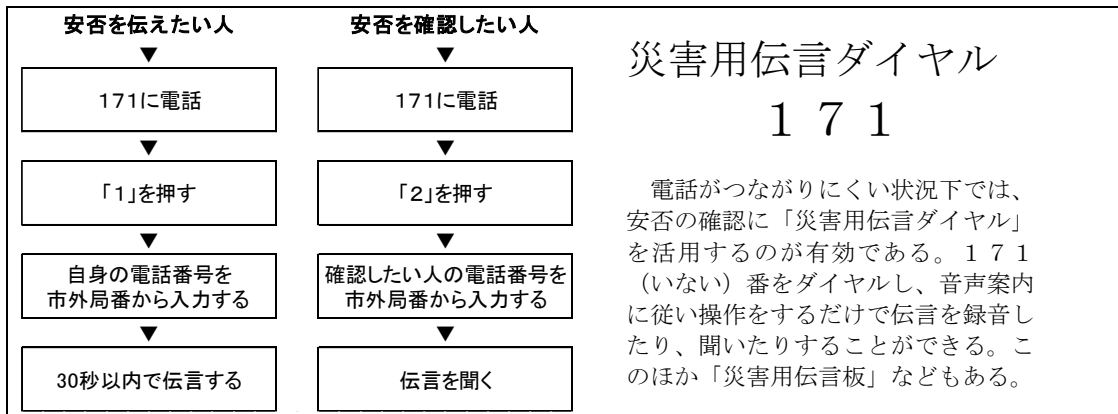 安否を伝えたい人
▼
171に電話
▼
「1」を押す
▼
自身の電話番号を
市外局番から入力する
▼
30秒以内で伝言する
安否を確認したい人
▼
171に電話
▼
「2」を押す
▼
確認したい人の電話番号を
市外局番から入力する
▼
伝言を聞く
災害用伝言ダイヤル
１７１
電話がつながりにくい状況下では、
安否の確認に「災害用伝言ダイヤル」
を活用するのが有効である。１７１
（いない）番をダイヤルし、音声案内
に従い操作をするだけで伝言を録音し
たり、聞いたりすることができる。こ
のほか「災害用伝言板」などもある。